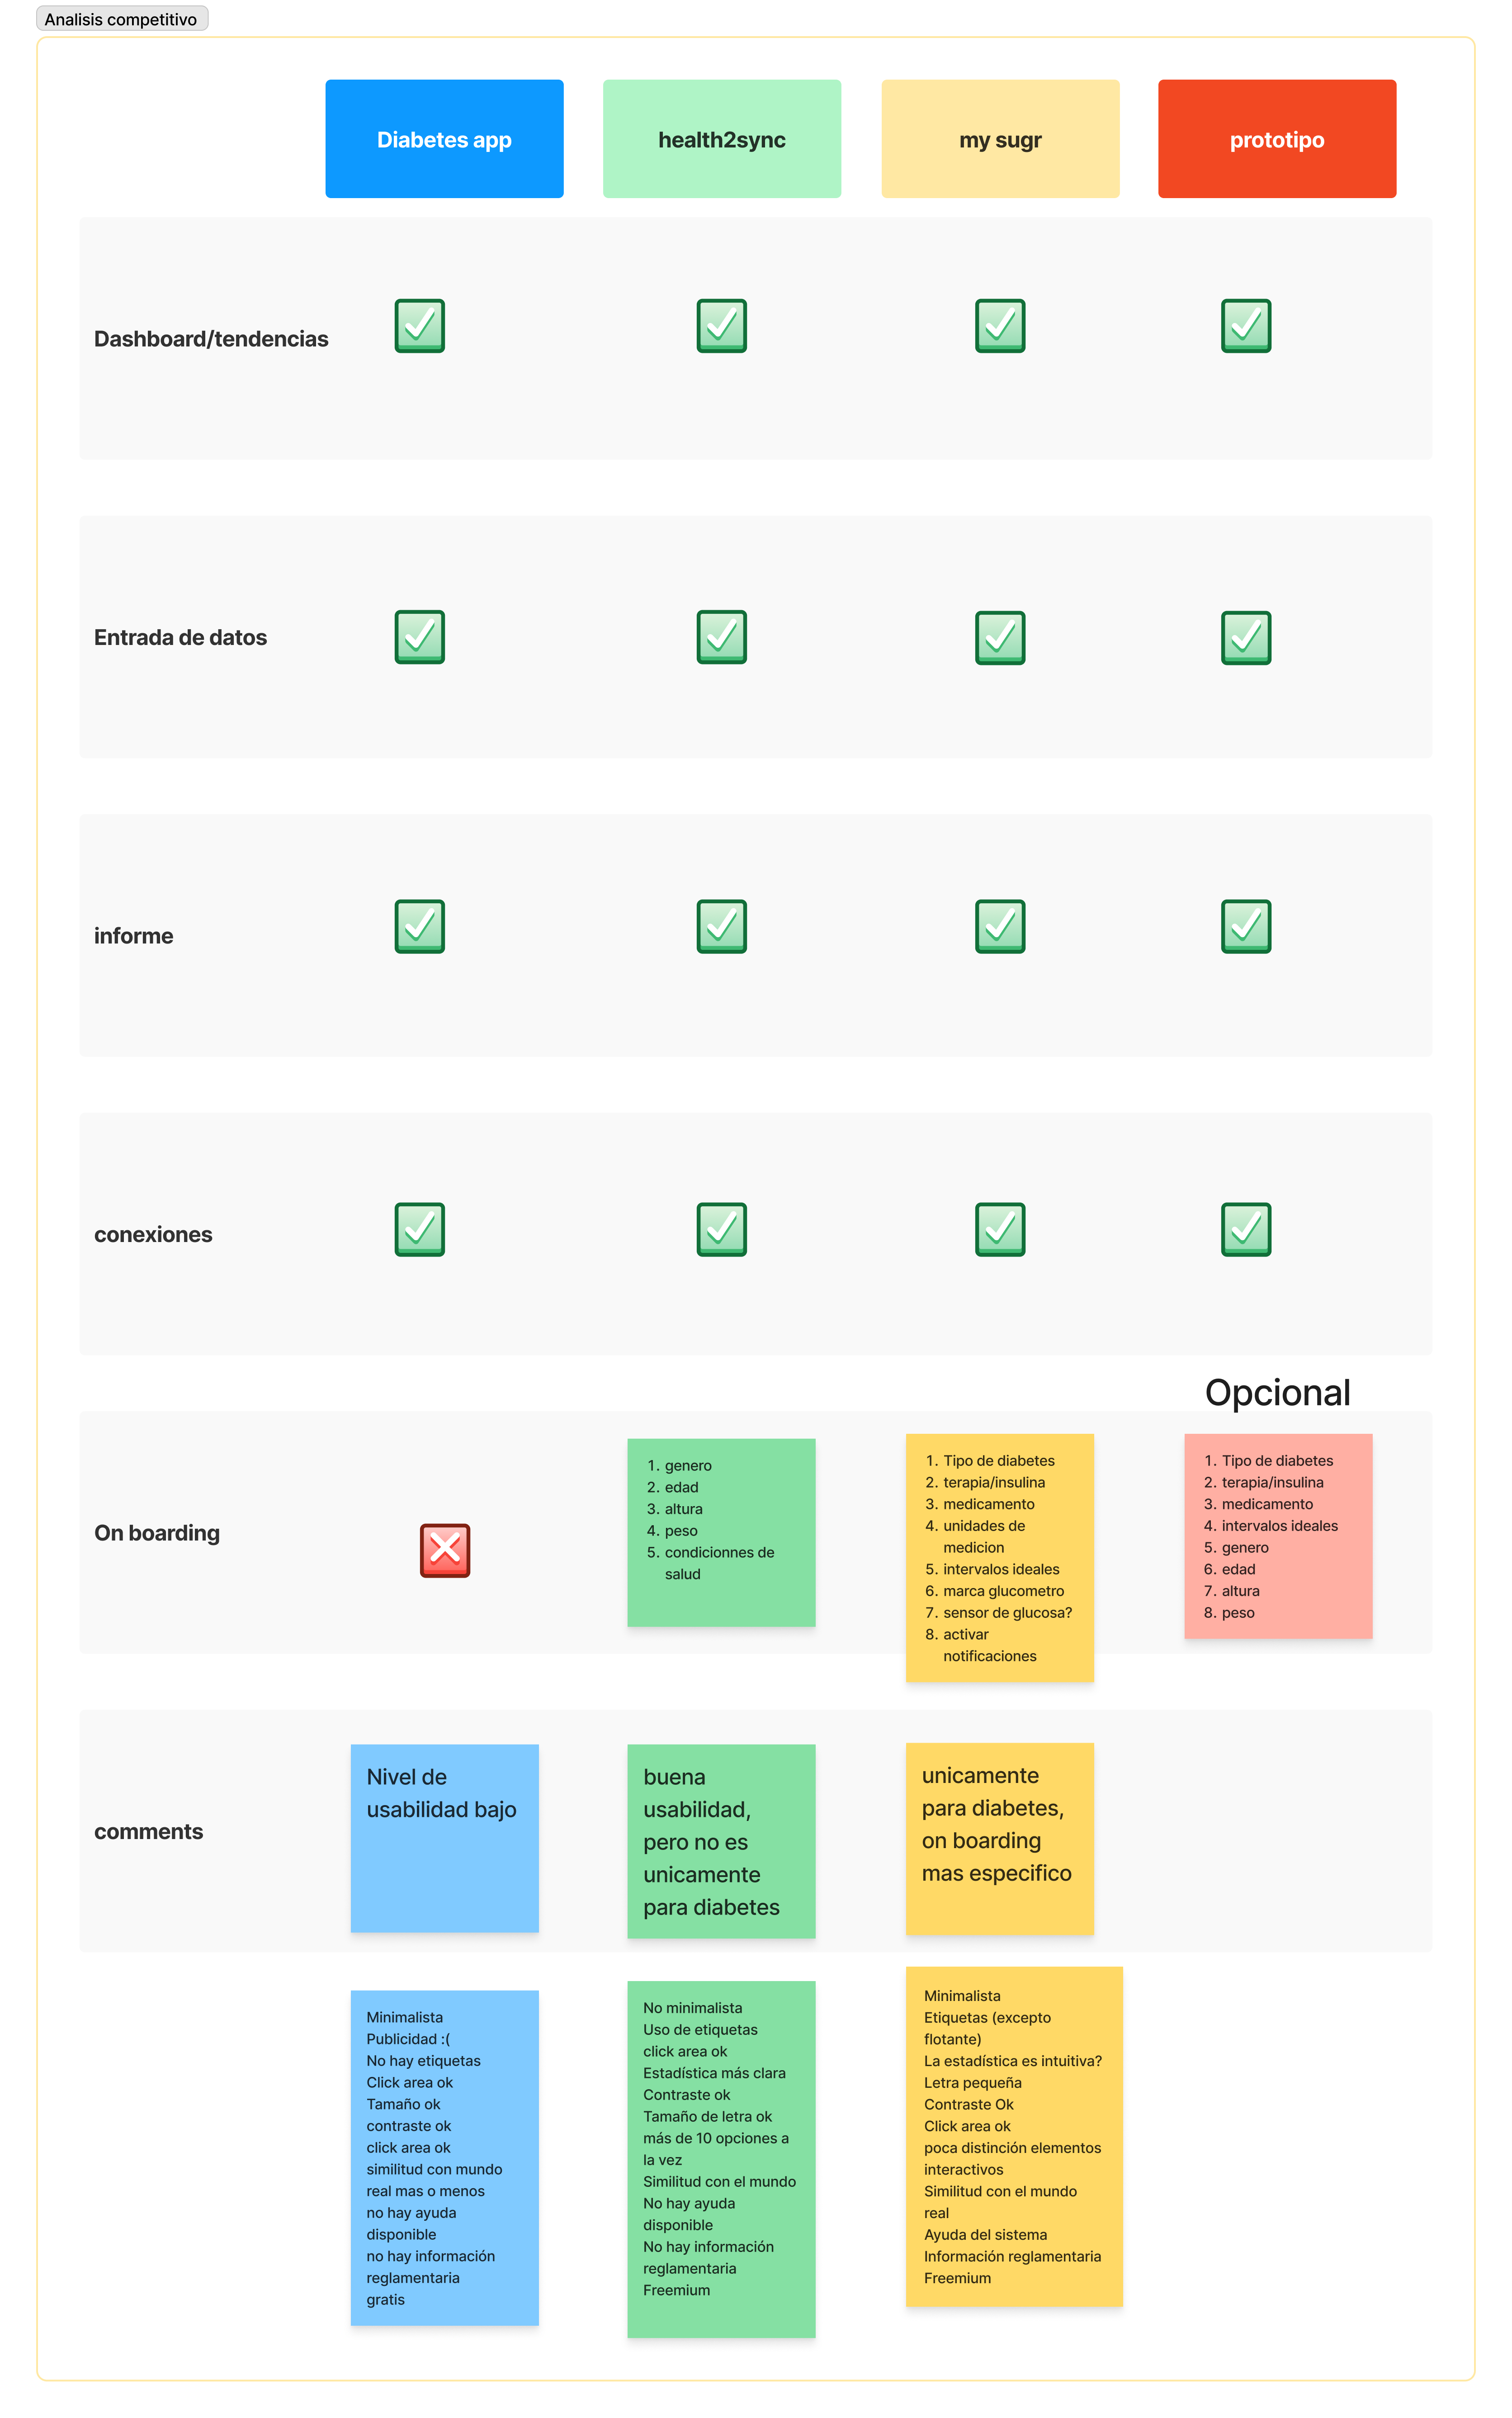 Analisis competitivo
Diabetes app
health2sync
my sugr
prototipo
Dashboard/tendencias
Entrada de datos
informe
conexiones
Opcional
On boarding
1. genero
2. edad
3. altura
4. peso
5. condicionnes de
salud
1. Tipo de diabetes
2. terapia/insulina
3. medicamento
4. unidades de
medicion
5. intervalos ideales
6. marca glucometro
7. sensor de glucosa?
8. activar
notificaciones
1. Tipo de diabetes
2. terapia/insulina
3. medicamento
4. intervalos ideales
5. genero
6. edad
7. altura
8. peso
comments
Nivel de
usabilidad bajo
buena
usabilidad,
pero no es
unicamente
para diabetes
unicamente
para diabetes,
on boarding
mas especifico
Minimalista
Publicidad :(
No hay etiquetas
Click area ok
Tamaño ok
contraste ok
click area ok
similitud con mundo
real mas o menos
no hay ayuda
disponible
no hay información
reglamentaria
gratis
No minimalista
Uso de etiquetas
click area ok
Estadística más clara
Contraste ok
Tamaño de letra ok
más de 10 opciones a
la vez
Similitud con el mundo
No hay ayuda
disponible
No hay información
reglamentaria
Freemium
Minimalista
Etiquetas (excepto
flotante)
La estadística es intuitiva?
Letra pequeña
Contraste Ok
Click area ok
poca distinción elementos
interactivos
Similitud con el mundo
real
Ayuda del sistema
Información reglamentaria
Freemium